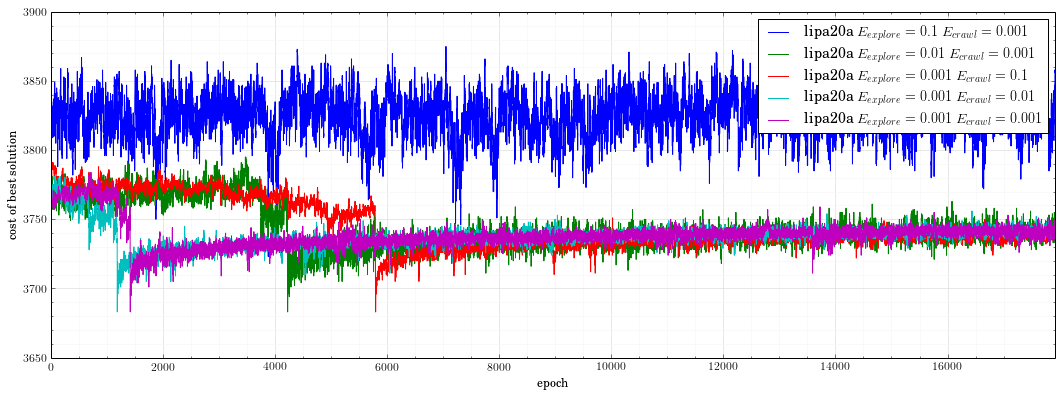 3900
3850
3800
3750
3700
3650
cost of best solution
lipa20a E_explore = 0.1 E_crawl = 0.001
lipa20a E_explore = 0.01 E_crawl = 0.001
lipa20a E_explore = 0.001 E_crawl = 0.1
lipa20a E_explore = 0.001 E_crawl = 0.01
lipa20a E_explore = 0.001 E_crawl = 0.001
0 2000 4000 6000 8000 10000 12000 14000 16000
epoch